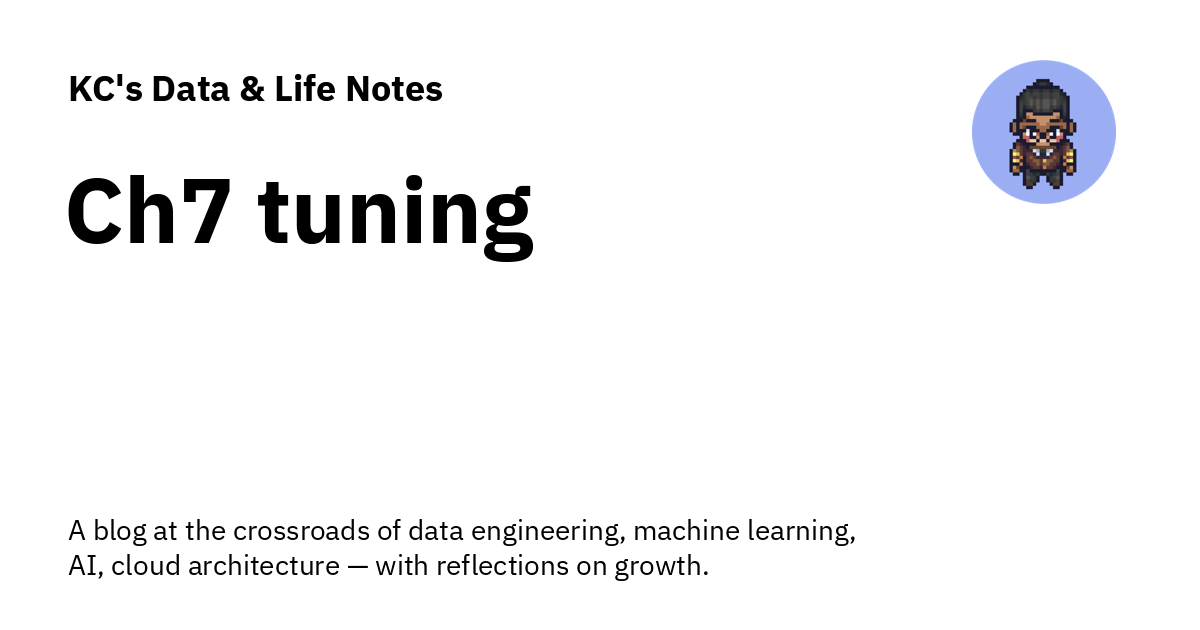 KC's Data & Life Notes
Ch7 tuning
A blog at the crossroads of data engineering, machine learning,
AI, cloud architecture — with reflections on growth.